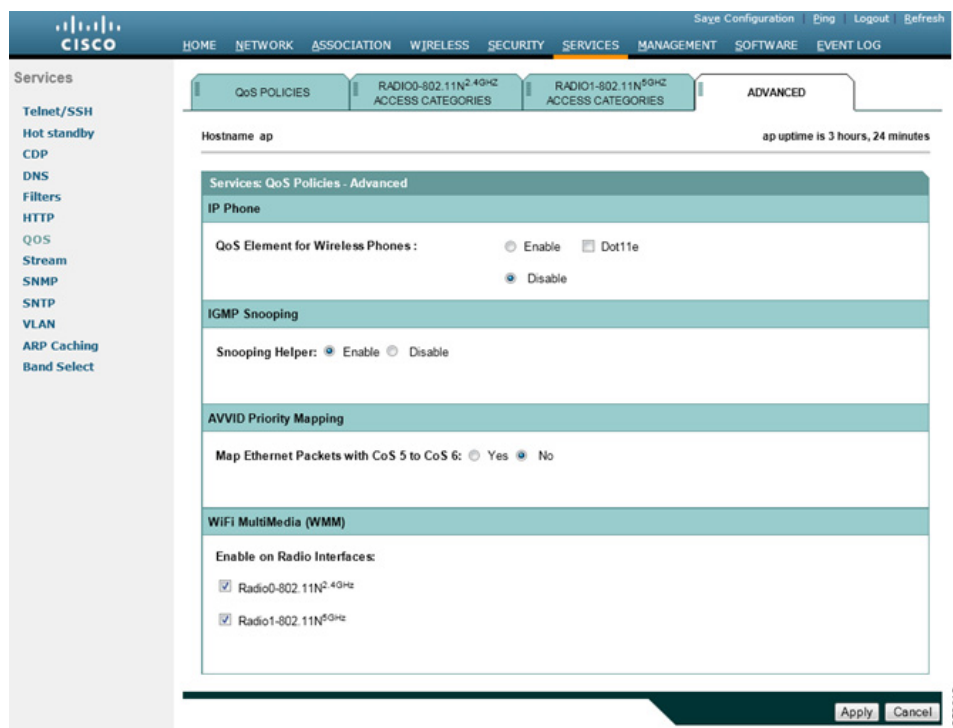 Save Configuration Ping Logout Refresh
CISCO
HOME NETWORK ASSOCIATION WIRELESS SECURITY SERVICES MANAGEMENT SOFTWARE EVENT LOG
Services
Telnet/SSH
Hot standby
CDP
DNS
Filters
HTTP
QOS
Stream
SNMP
SNTP
VLAN
ARP Caching
Band Select
QoS POLICIES
RADIO0-802.11N2.4GHZ
ACCESS CATEGORIES
RADIO1-802.11N5GHZ
ACCESS CATEGORIES
ADVANCED
Hostname ap
ap uptime is 3 hours, 24 minutes
Services: QoS Policies - Advanced
IP Phone
QoS Element for Wireless Phones : Enable Dot11e
Disable
IGMP Snooping
Snooping Helper: Enable Disable
AVVID Priority Mapping
Map Ethernet Packets with CoS 5 to CoS 6: Yes No
WiFi MultiMedia (WMM)
Enable on Radio Interfaces:
Radio0-802.11N2.4GHz
Radio1-802.11N5GHz
Apply Cancel